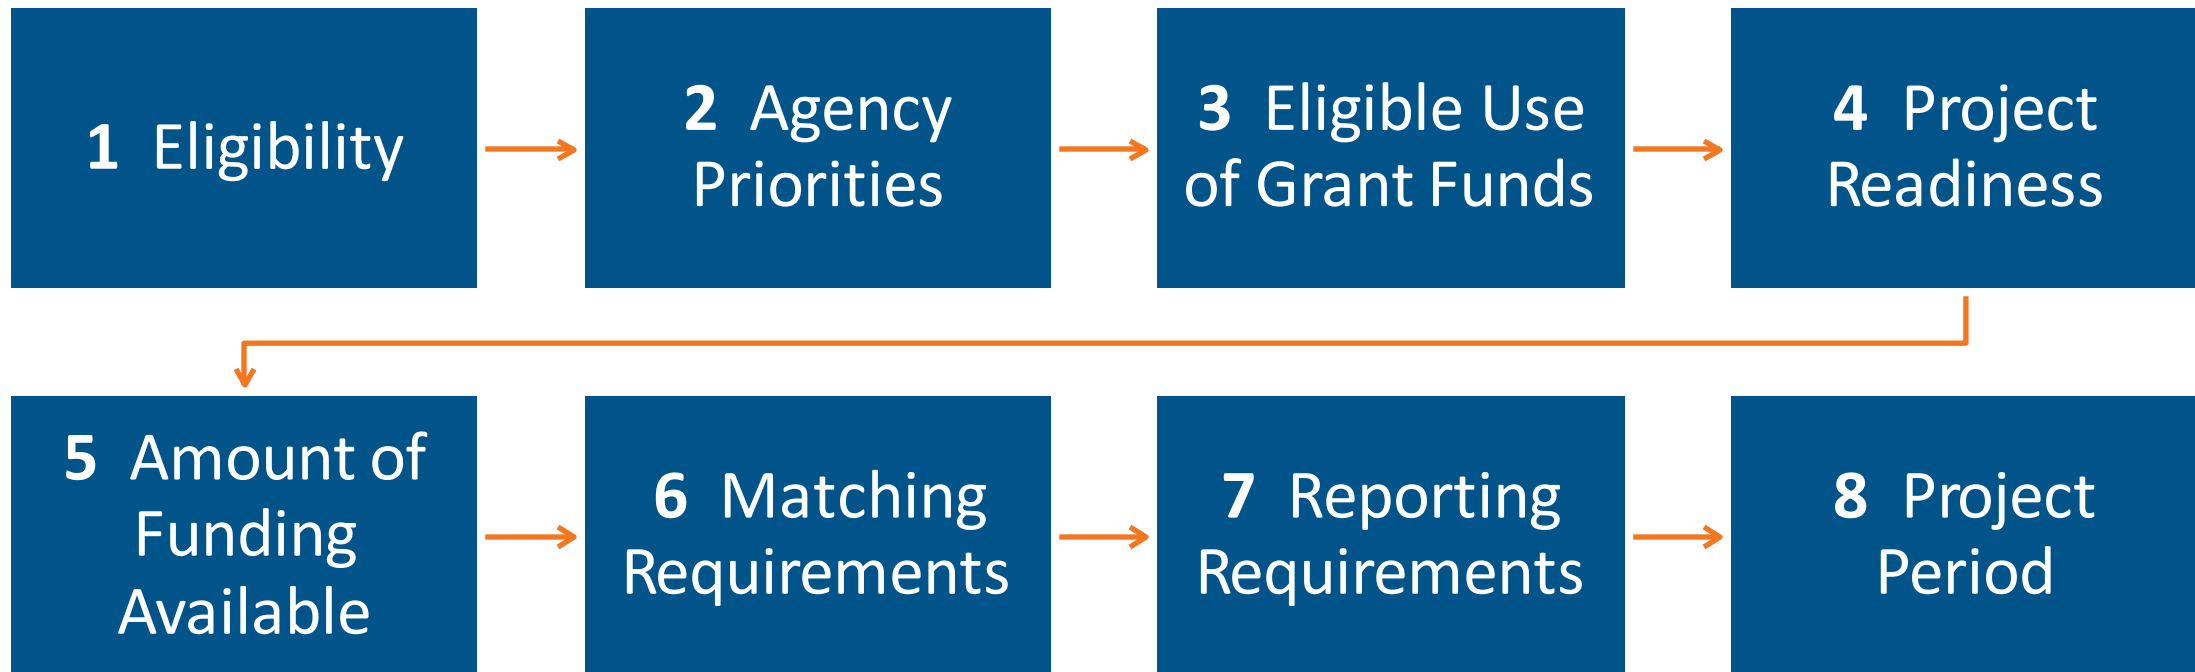 1 Eligibility
2 Agency
Priorities
3 Eligible Use
of Grant Funds
4 Project
Readiness
5 Amount of
Funding
Available
6 Matching
Requirements
7 Reporting
Requirements
8 Project
Period